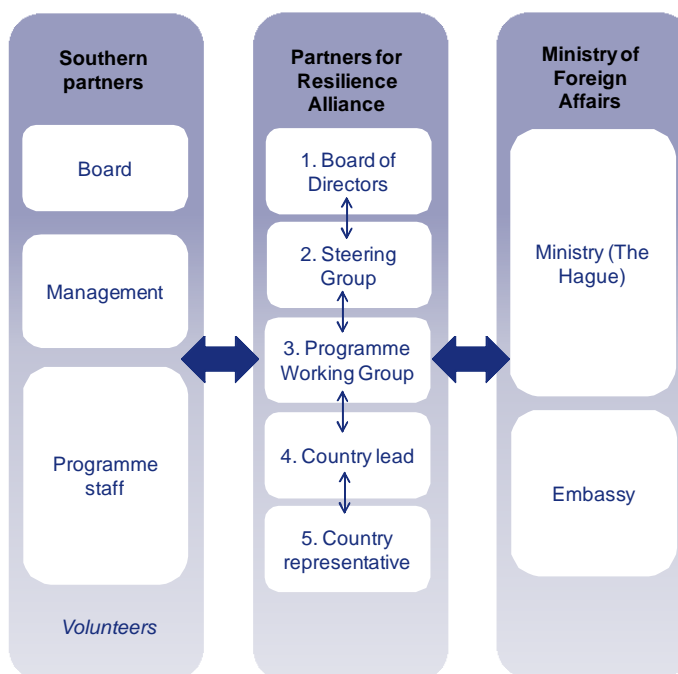 Southern
partners
Board
Management
Programme
staff
Volunteers
Partners for
Resilience
Alliance
1. Board of
Directors
2. Steering
Group
3. Programme
Working Group
4. Country lead
5. Country
representative
Ministry of
Foreign
Affairs
Ministry (The
Hague)
Embassy